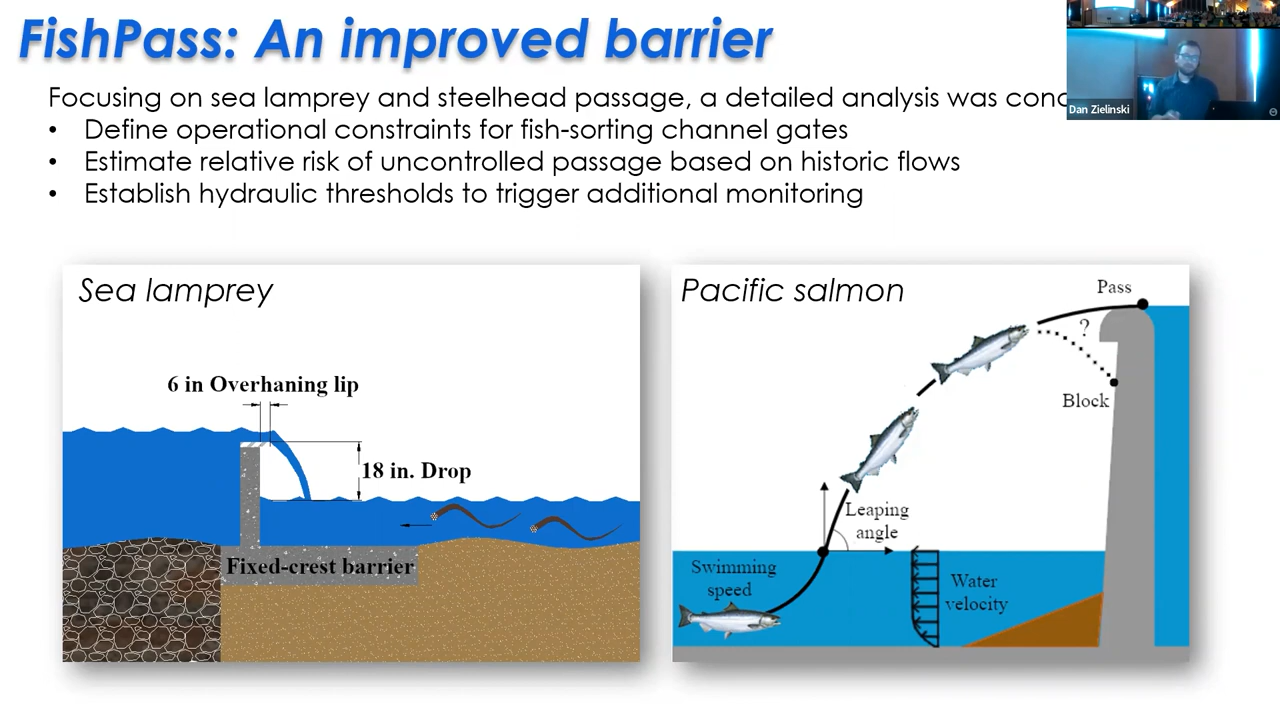 FishPass: An improved barrier
Focusing on sea lamprey and steelhead passage, a detailed analysis was
• Define operational constraints for fish-sorting channel gates
• Estimate relative risk of uncontrolled passage based on historic flows
• Establish hydraulic thresholds to trigger additional monitoring
Dan Zielinski
Sea lamprey
6 in Overhaning lip
18 in. Drop
Fixed-crest barrier
Pacific salmon
Pass
?
Block
Leaping
angle
Swimming
speed
Water
velocity